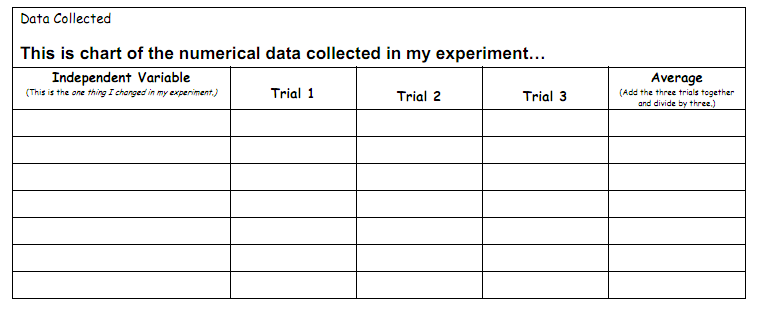 Data Collected
This is chart of the numerical data collected in my experiment…
Independent Variable
(This is the one thing I changed in my experiment.)
Trial 1
Trial 2
Trial 3
Average
(Add the three trials together
and divide by three.)